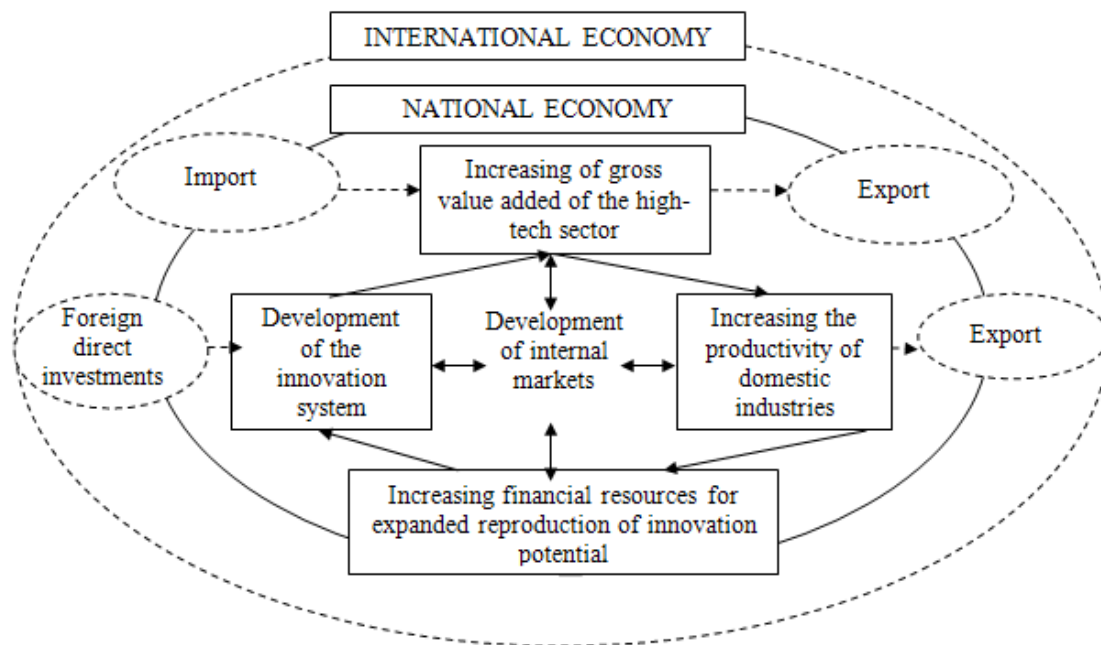 INTERNATIONAL ECONOMY
NATIONAL ECONOMY
Import
Increasing of gross
value added of the high-
tech sector
Export
Foreign
direct
investments
Development
of the
innovation
system
Development
of internal
markets
Increasing the
productivity of
domestic
industries
Export
Increasing financial resources for
expanded reproduction of innovation
potential